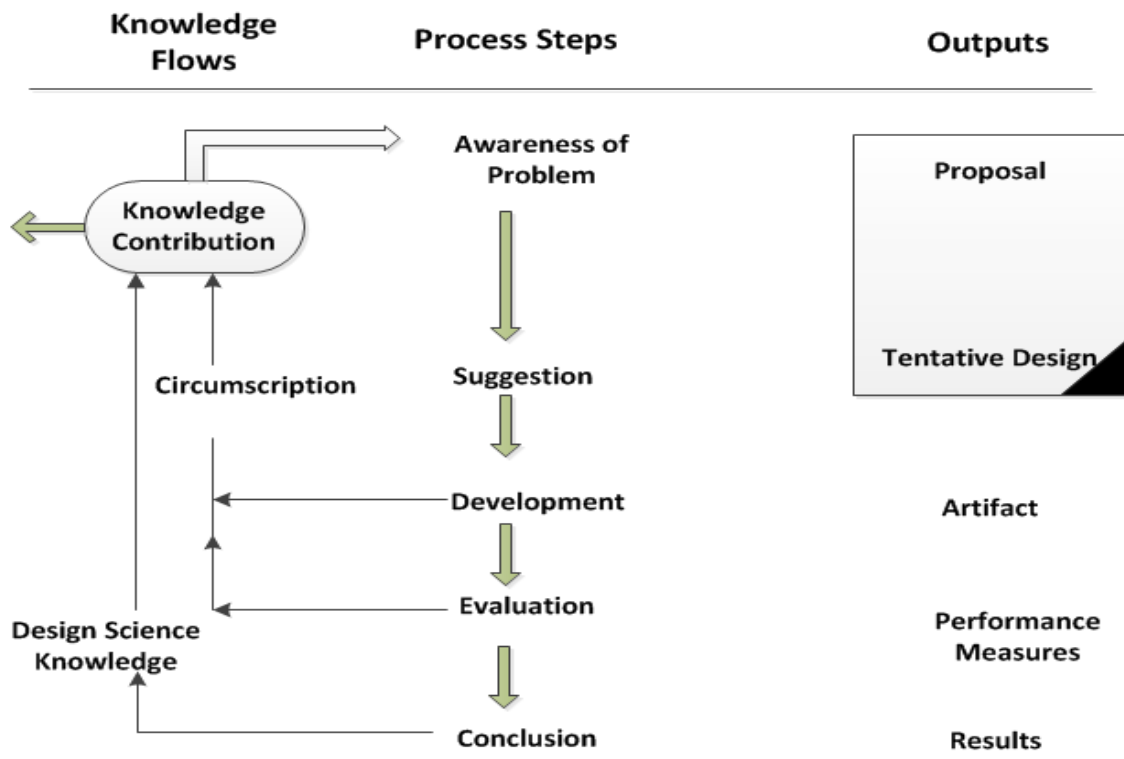 Knowledge
Flows
Process Steps
Outputs
Awareness of
Problem
Proposal
Knowledge
Contribution
Tentative Design
Suggestion
Circumscription
Development
Artifact
Evaluation
Performance
Measures
Design Science
Knowledge
Conclusion
Results